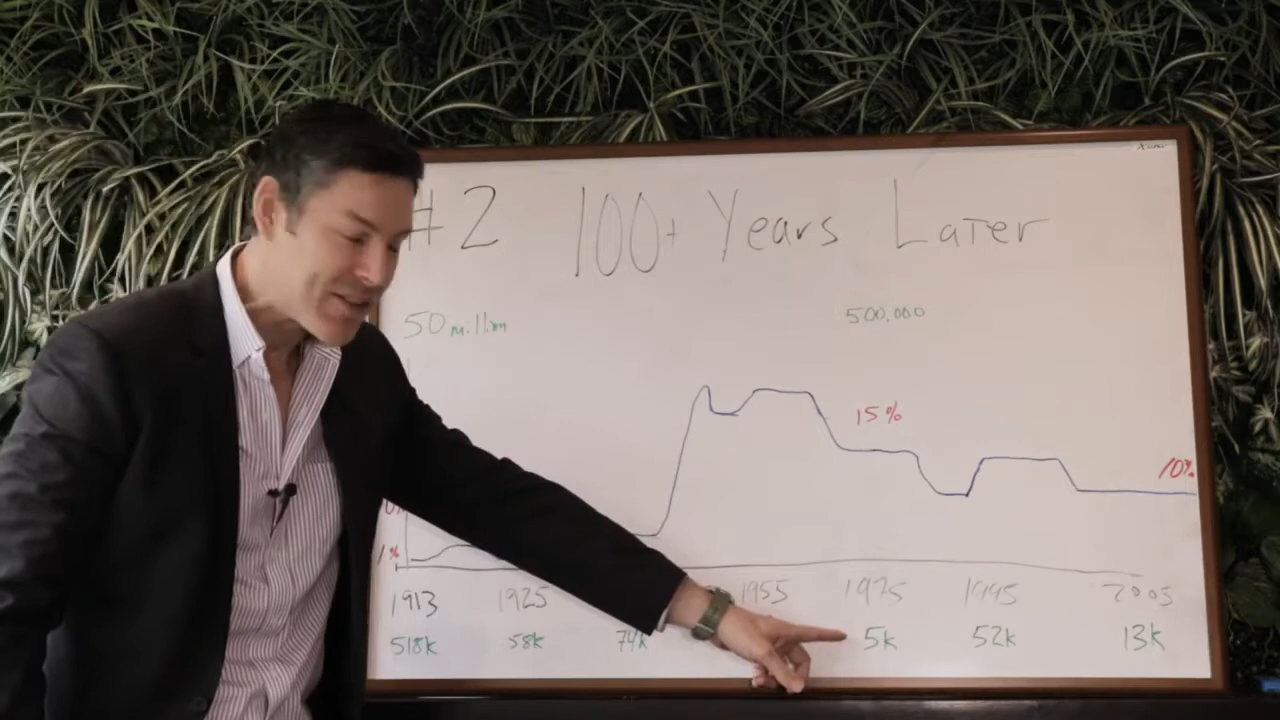 #2 100+ Years Later
50 million 500,000
15%
10%
1%
1913 1925 1955 1975 1995 2005
518k 58k 74k 5k 52k 13k